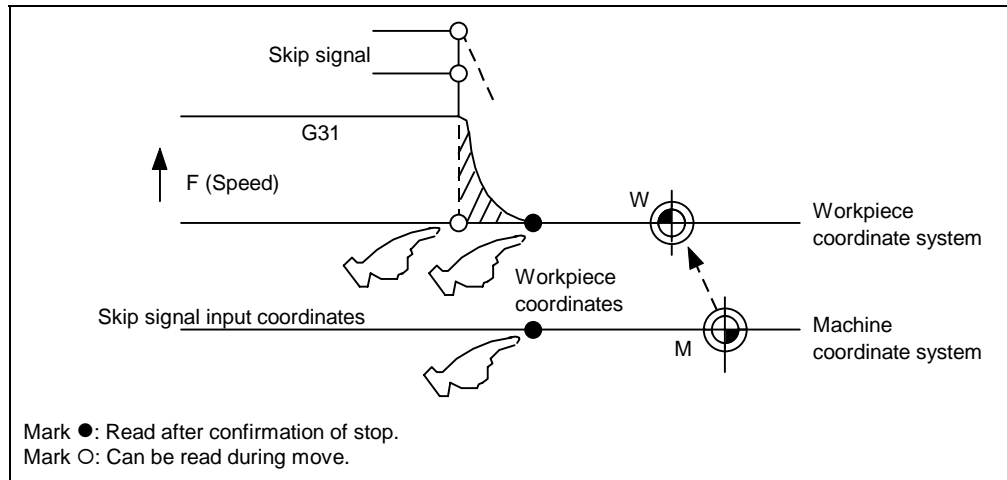 Skip signal
G31
F (Speed)
W
Workpiece
coordinate system
Workpiece
coordinates
Skip signal input coordinates
M
Machine
coordinate system
Mark ●: Read after confirmation of stop.
Mark ○: Can be read during move.